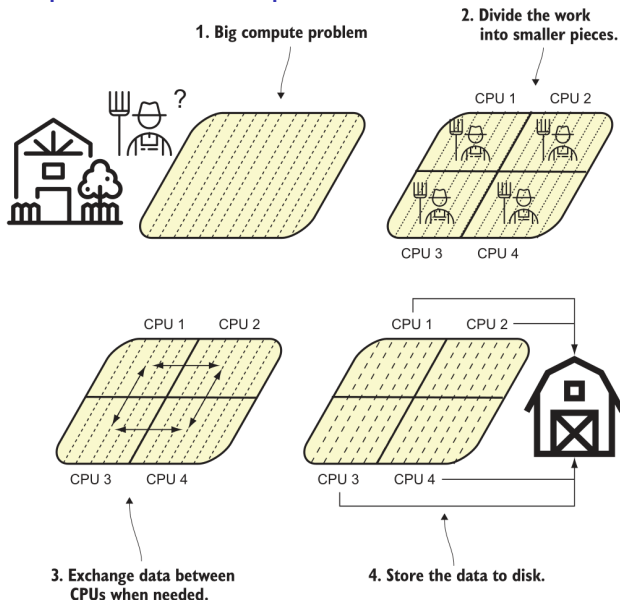 1. Big compute problem
2. Divide the work
into smaller pieces.
?
CPU 1 CPU 2
CPU 3 CPU 4
CPU 1 CPU 2
CPU 3 CPU 4
3. Exchange data between
CPUs when needed.
CPU 1 CPU 2
CPU 3 CPU 4
4. Store the data to disk.